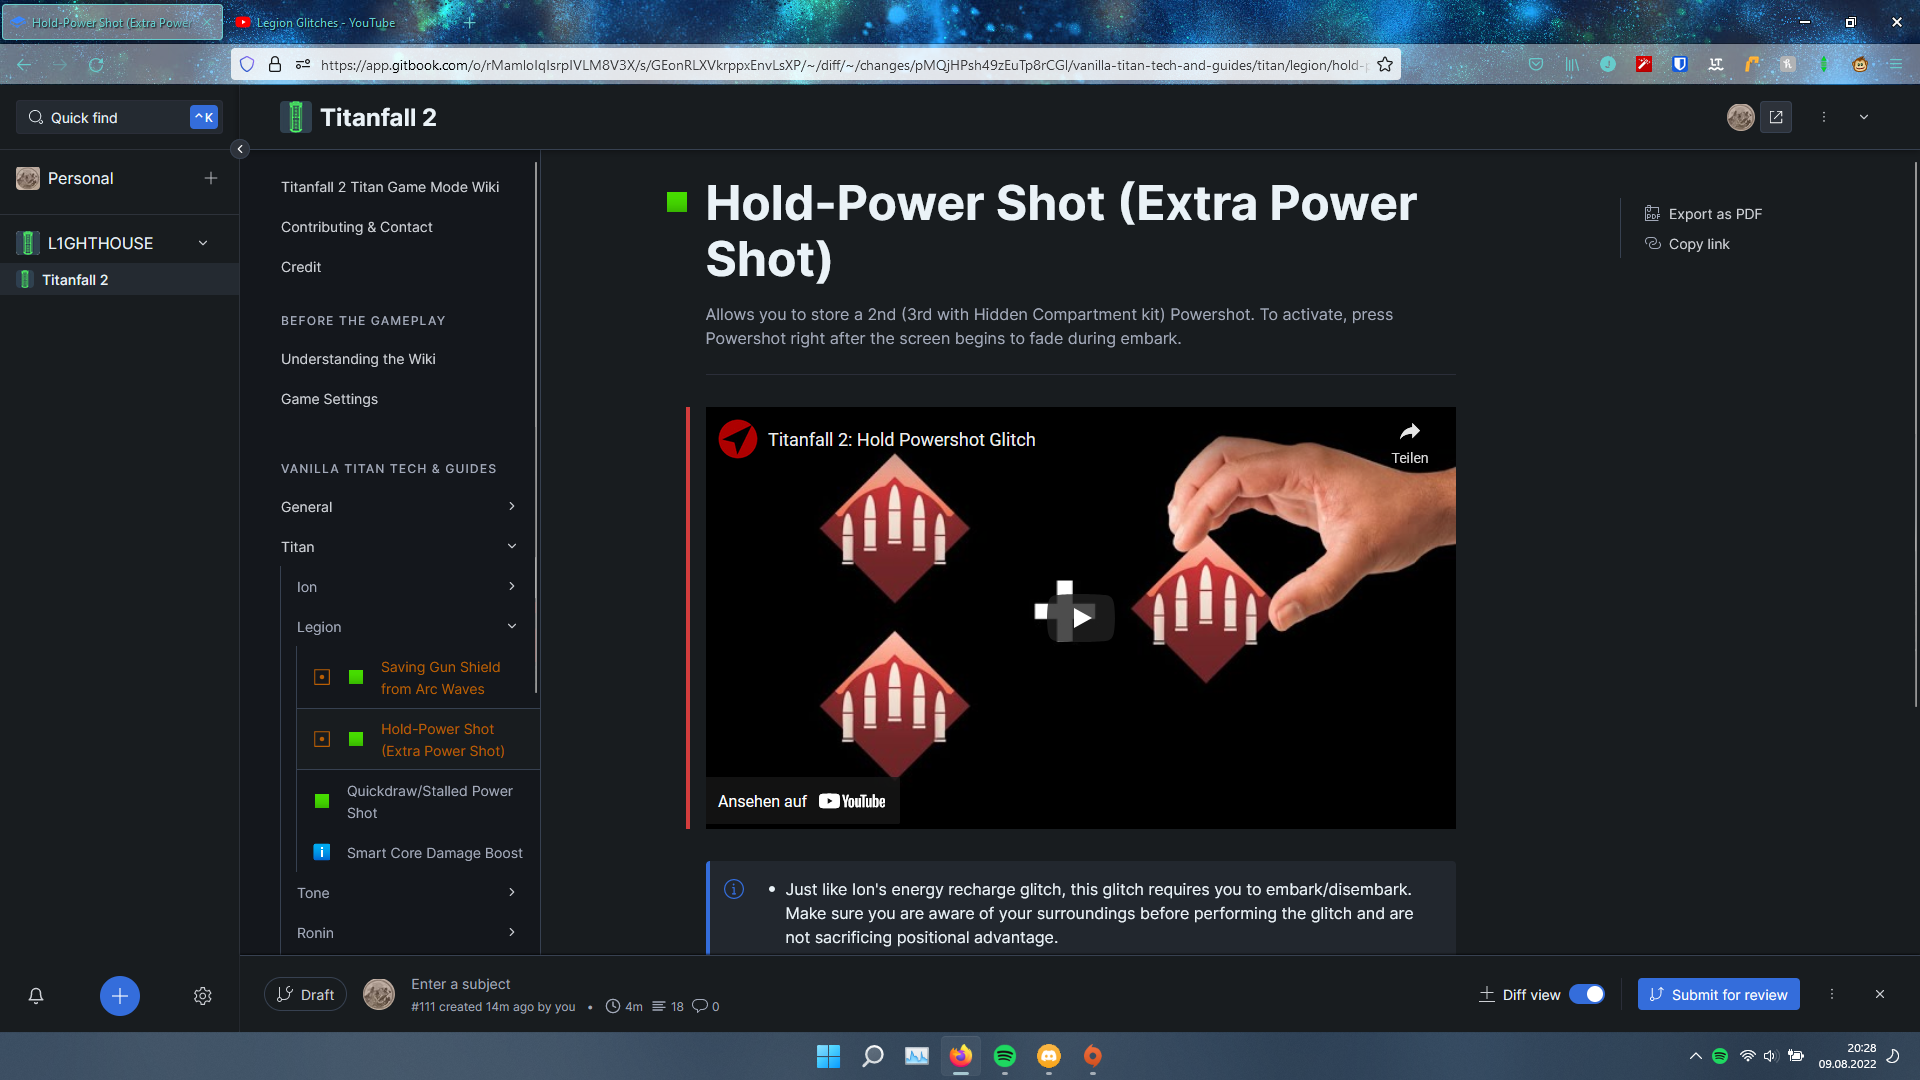 Hold-Power Shot (Extra Power
Legion Glitches - YouTube
https://app.gitbook.com/o/rMamloIqIsrpIVLM8V3X/s/GEonRLXVkrppxEnvLsXP/~/diff/~/changes/pMQjHPsh49zEuTp8rCGl/vanilla-titan-tech-and-guides/titan/legion/hold-p
Quick find
^K
Titanfall 2
Personal
L1GHTHOUSE
Titanfall 2
Titanfall 2 Titan Game Mode Wiki
Contributing & Contact
Credit
BEFORE THE GAMEPLAY
Understanding the Wiki
Game Settings
VANILLA TITAN TECH & GUIDES
General
Titan
Ion
Legion
Saving Gun Shield
from Arc Waves
Hold-Power Shot
(Extra Power Shot)
Quickdraw/Stalled Power
Shot
Smart Core Damage Boost
Tone
Ronin
Hold-Power Shot (Extra Power
Shot)
Allows you to store a 2nd (3rd with Hidden Compartment kit) Powershot. To activate, press
Powershot right after the screen begins to fade during embark.
Export as PDF
Copy link
Titanfall 2: Hold Powershot Glitch
Teilen
Ansehen auf YouTube
• Just like Ion's energy recharge glitch, this glitch requires you to embark/disembark.
Make sure you are aware of your surroundings before performing the glitch and are
not sacrificing positional advantage.
Draft
Enter a subject
#111 created 14m ago by you • 4m 18 0
Diff view
Submit for review
20:28
09.08.2022